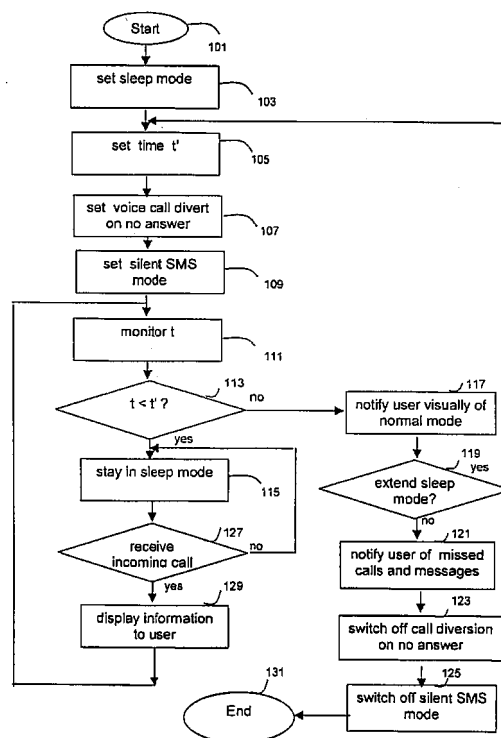 Start
101
set sleep mode
103
set time t'
105
set voice call divert
on no answer
107
set silent SMS
mode
109
monitor t
111
t < t' ?
113
no
yes
stay in sleep mode
115
receive
incoming call
127
no
yes
display information
to user
129
117
notify user visually of
normal mode
119
yes
extend sleep
mode?
no
121
notify user of missed
calls and messages
123
switch off call diversion
on no answer
125
switch off silent SMS
mode
131
End